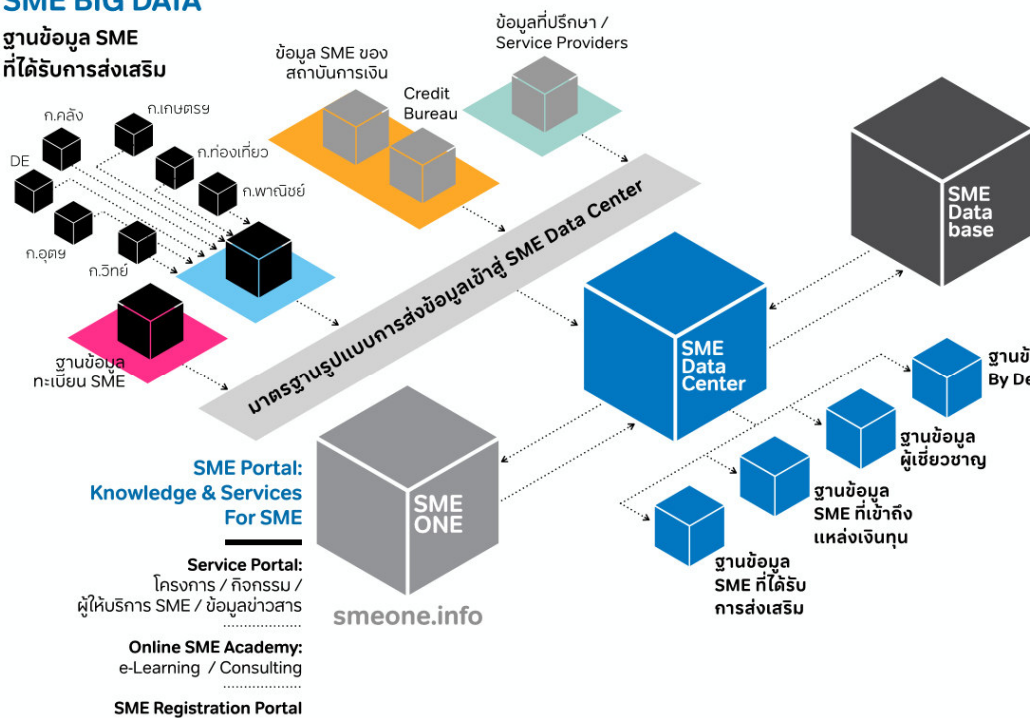 SME BIG DATA
ฐานข้อมูล SME
ที่ได้รับการส่งเสริม
ก.คลัง
ก.เกษตรฯ
DE
ก.ท่องเที่ยว
ก.พาณิชย์
ก.อุตฯ
ก.วิทย์
ฐานข้อมูล
ทะเบียน SME
ข้อมูล SME ของ
สถาบันการเงิน
Credit
Bureau
ข้อมูลที่ปรึกษา /
Service Providers
มาตรฐานรูปแบบการส่งข้อมูลเข้าสู่ SME Data Center
SME
Data
base
SME
Data
Center
ฐานข้
By De
ฐานข้อมูล
ผู้เชี่ยวชาญ
ฐานข้อมูล
SME ที่เข้าถึง
แหล่งเงินทุน
ฐานข้อมูล
SME ที่ได้รับ
การส่งเสริม
SME
ONE
smeone.info
SME Portal:
Knowledge & Services
For SME
Service Portal:
โครงการ / กิจกรรม /
ผู้ให้บริการ SME / ข้อมูลข่าวสาร
Online SME Academy:
e-Learning / Consulting
SME Registration Portal